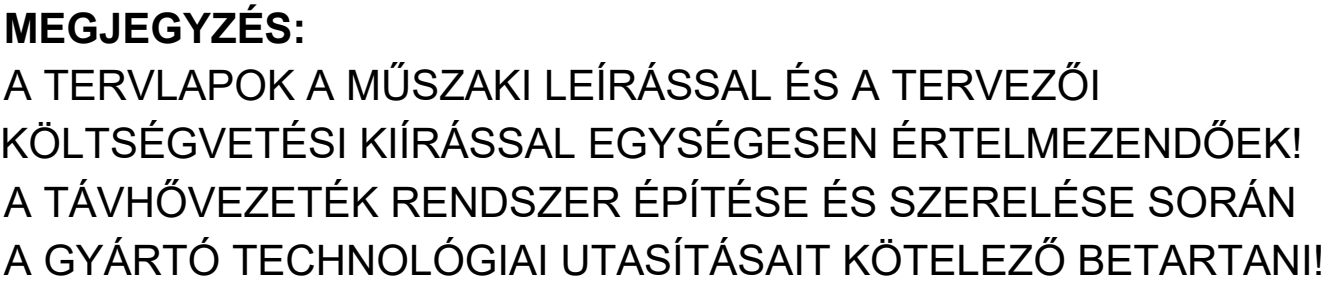 MEGJEGYZÉS:
A TERVLAPOK A MŰSZAKI LEÍRÁSSAL ÉS A TERVEZŐI
KÖLTSÉGVETÉSI KIÍRÁSSAL EGYSÉGESEN ÉRTELMEZENDŐEK!
A TÁVHŐVEZETÉK RENDSZER ÉPÍTÉSE ÉS SZERELÉSE SORÁN
A GYÁRTÓ TECHNOLÓGIAI UTASÍTÁSAIT KÖTELEZŐ BETARTANI!